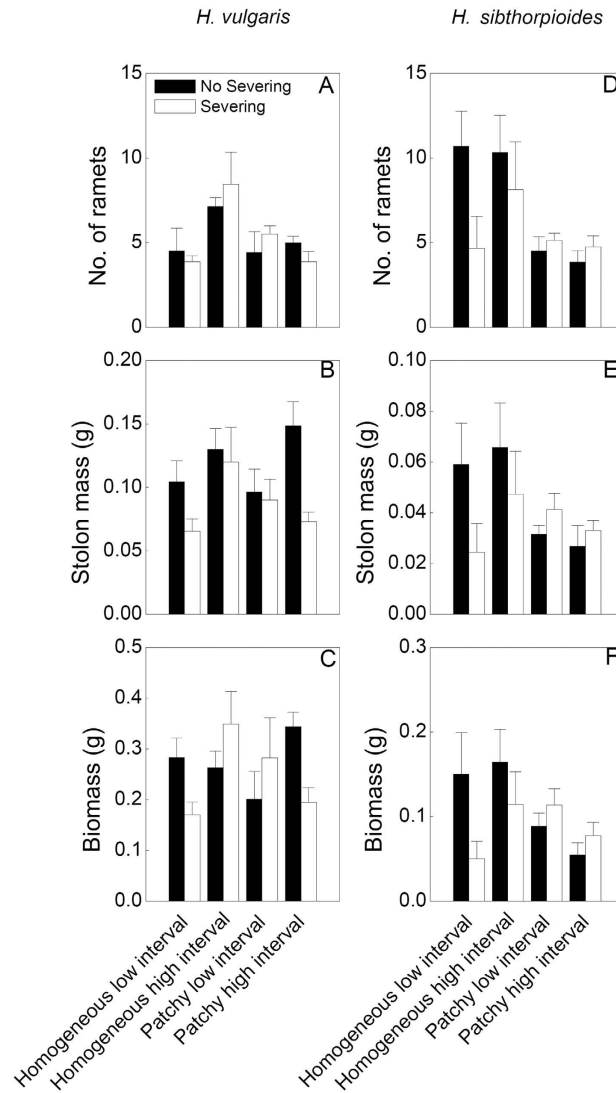 H. vulgaris
H. sibthorpioides
No Severing
Severing
A
No. of ramets
15
10
5
0
D
No. of ramets
15
10
5
0
B
Stolon mass (g)
0.20
0.15
0.10
0.05
0.00
E
Stolon mass (g)
0.10
0.08
0.06
0.04
0.02
0.00
C
Biomass (g)
0.5
0.4
0.3
0.2
0.1
0.0
F
Biomass (g)
0.3
0.2
0.1
0.0
Homogeneous low interval
Homogeneous high interval
Patchy low interval
Patchy high interval
Homogeneous low interval
Homogeneous high interval
Patchy low interval
Patchy high interval